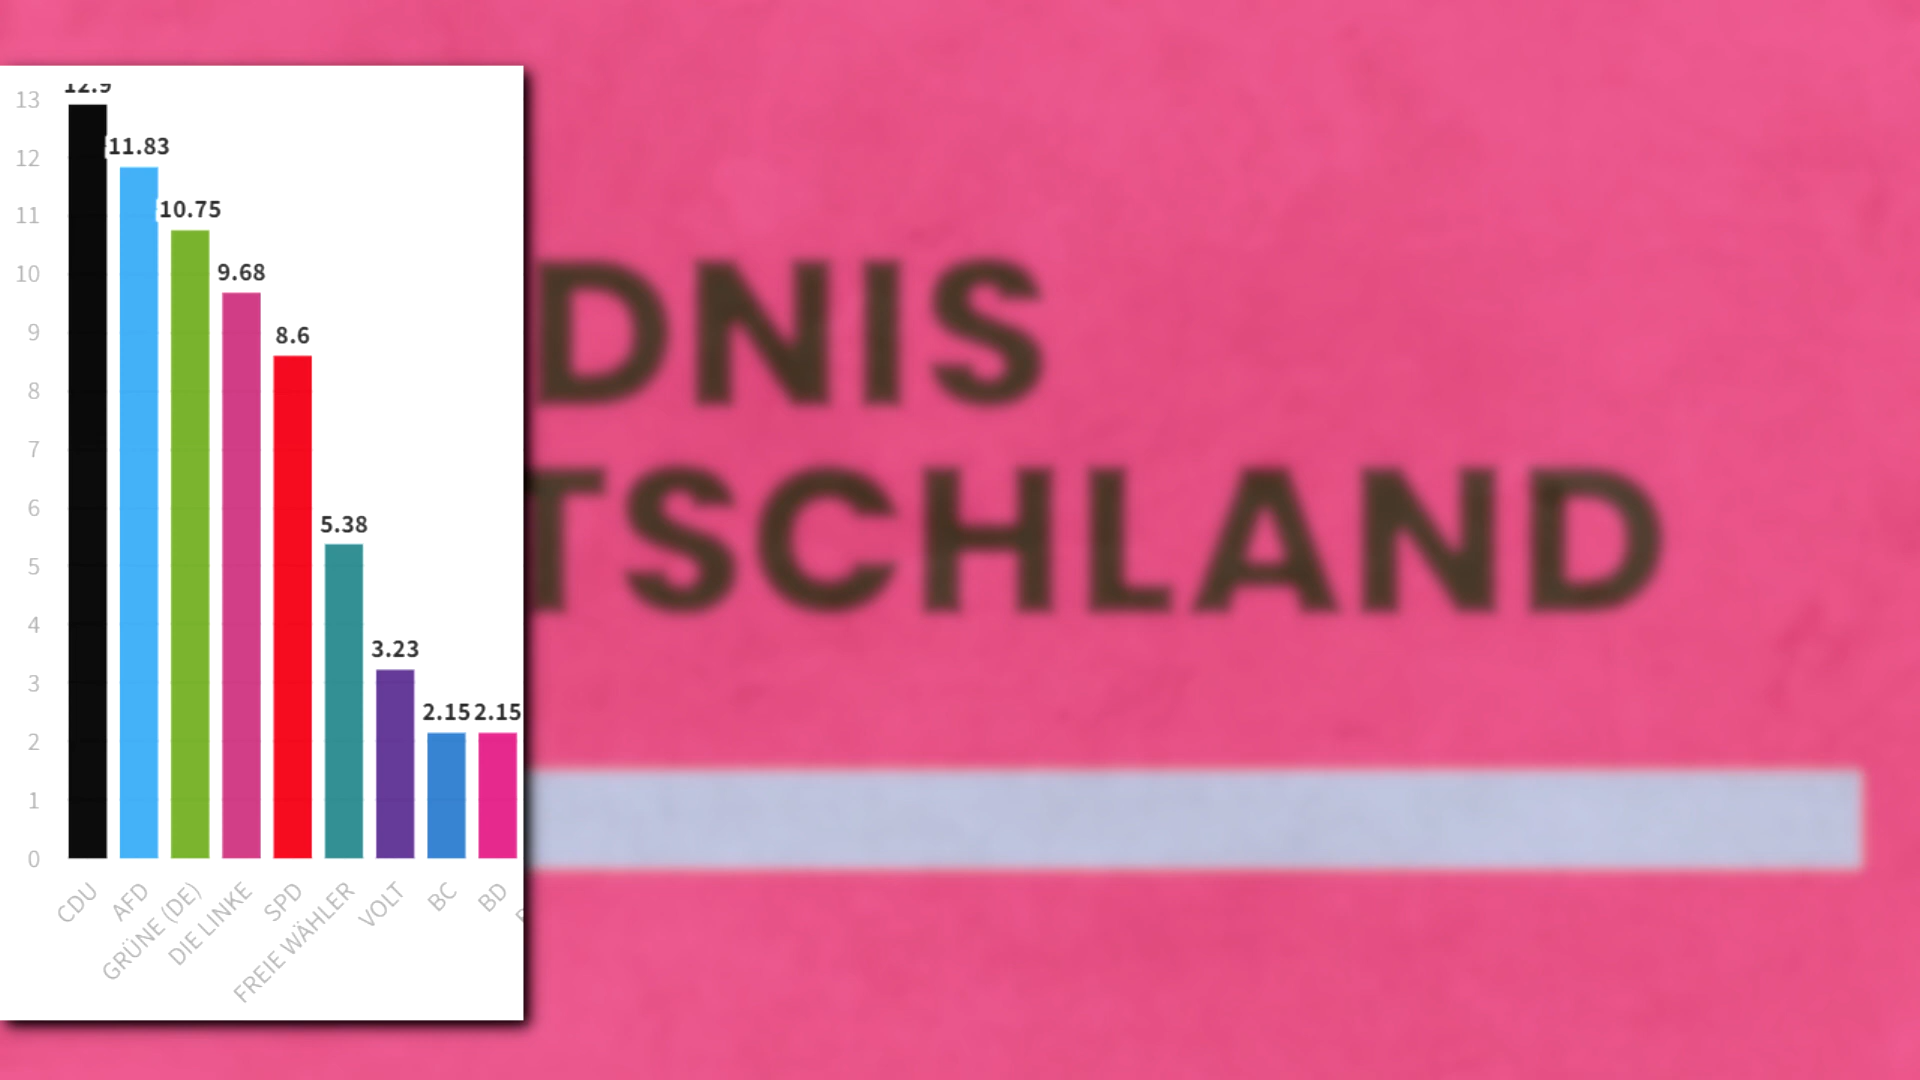 12.9
13
11.83
12
10.75
11
9.68
10
8.6
9
8
7
5.38
6
5
3.23
4
3
2.15 2.15
2
1
0
CDU
AFD
GRÜNE (DE)
DIE LINKE
SPD
FREIE WÄHLER
VOLT
BC
BD
DNIS
TSCHLAND